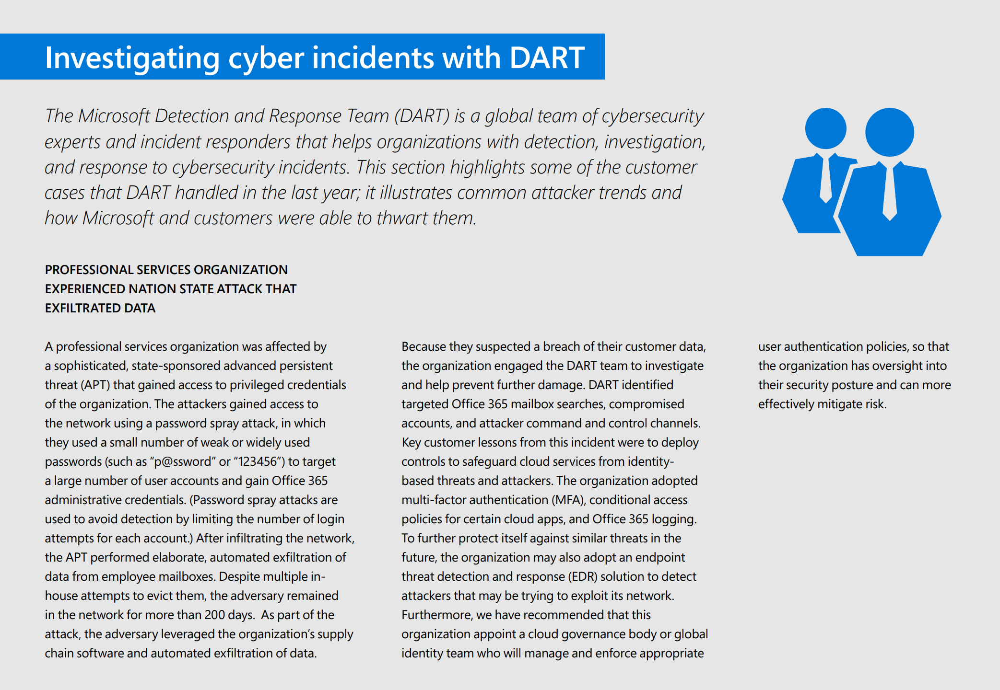 Investigating cyber incidents with DART
The Microsoft Detection and Response Team (DART) is a global team of cybersecurity
experts and incident responders that helps organizations with detection, investigation,
and response to cybersecurity incidents. This section highlights some of the customer
cases that DART handled in the last year; it illustrates common attacker trends and
how Microsoft and customers were able to thwart them.
PROFESSIONAL SERVICES ORGANIZATION
EXPERIENCED NATION STATE ATTACK THAT
EXFILTRATED DATA
A professional services organization was affected by
a sophisticated, state-sponsored advanced persistent
threat (APT) that gained access to privileged credentials
of the organization. The attackers gained access to
the network using a password spray attack, in which
they used a small number of weak or widely used
passwords (such as “p@ssword” or “123456”) to target
a large number of user accounts and gain Office 365
administrative credentials. (Password spray attacks are
used to avoid detection by limiting the number of login
attempts for each account.) After infiltrating the network,
the APT performed elaborate, automated exfiltration of
data from employee mailboxes. Despite multiple in-
house attempts to evict them, the adversary remained
in the network for more than 200 days.  As part of the
attack, the adversary leveraged the organization’s supply
chain software and automated exfiltration of data.
Because they suspected a breach of their customer data,
the organization engaged the DART team to investigate
and help prevent further damage. DART identified
targeted Office 365 mailbox searches, compromised
accounts, and attacker command and control channels.
Key customer lessons from this incident were to deploy
controls to safeguard cloud services from identity-
based threats and attackers. The organization adopted
multi-factor authentication (MFA), conditional access
policies for certain cloud apps, and Office 365 logging.
To further protect itself against similar threats in the
future, the organization may also adopt an endpoint
threat detection and response (EDR) solution to detect
attackers that may be trying to exploit its network.
Furthermore, we have recommended that this
organization appoint a cloud governance body or global
identity team who will manage and enforce appropriate
user authentication policies, so that
the organization has oversight into
their security posture and can more
effectively mitigate risk.